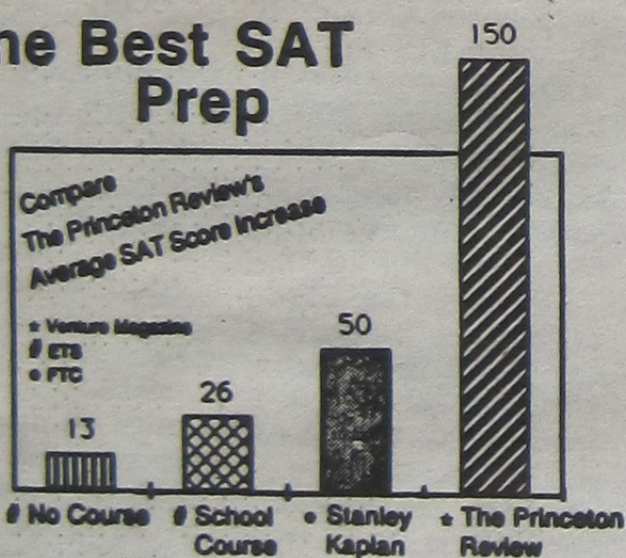 he Best SAT
Prep
150
Compare
The Princeton Review's
Average SAT Score Increase
* Venture Magazine
# ETS
• FTC
50
26
13
# No Course
# School
Course
• Stanley
Kaplan
* The Princeton
Review